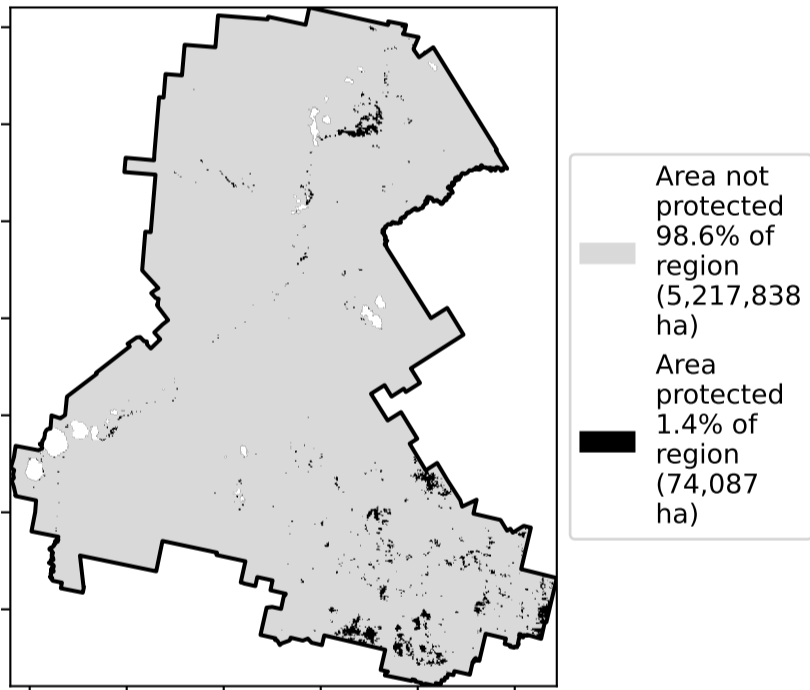 Area not
protected
98.6% of
region
(5,217,838
ha)
Area
protected
1.4% of
region
(74,087
ha)